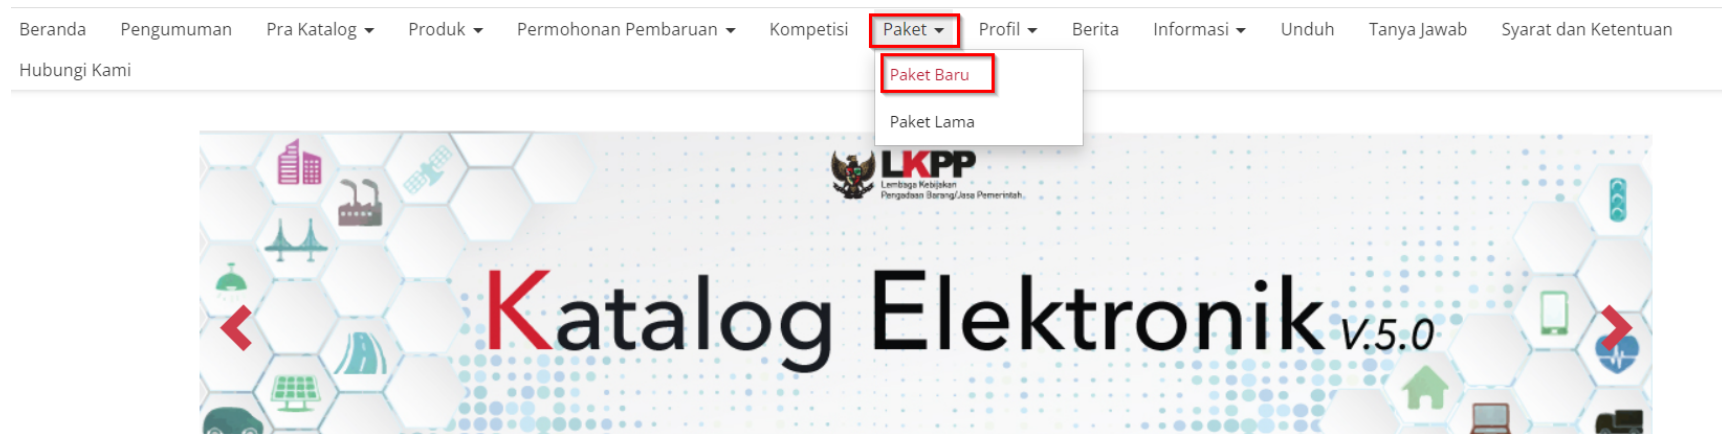 Beranda Pengumuman Pra Katalog Produk Permohonan Pembaruan Kompetisi Paket Profil Berita Informasi Unduh Tanya Jawab Syarat dan Ketentuan
Hubungi Kami
Paket Baru
Paket Lama
LKPP
Lembaga Kebijakan
Pengadaan Barang/Jasa Pemerintah
Katalog Elektronik V.5.0